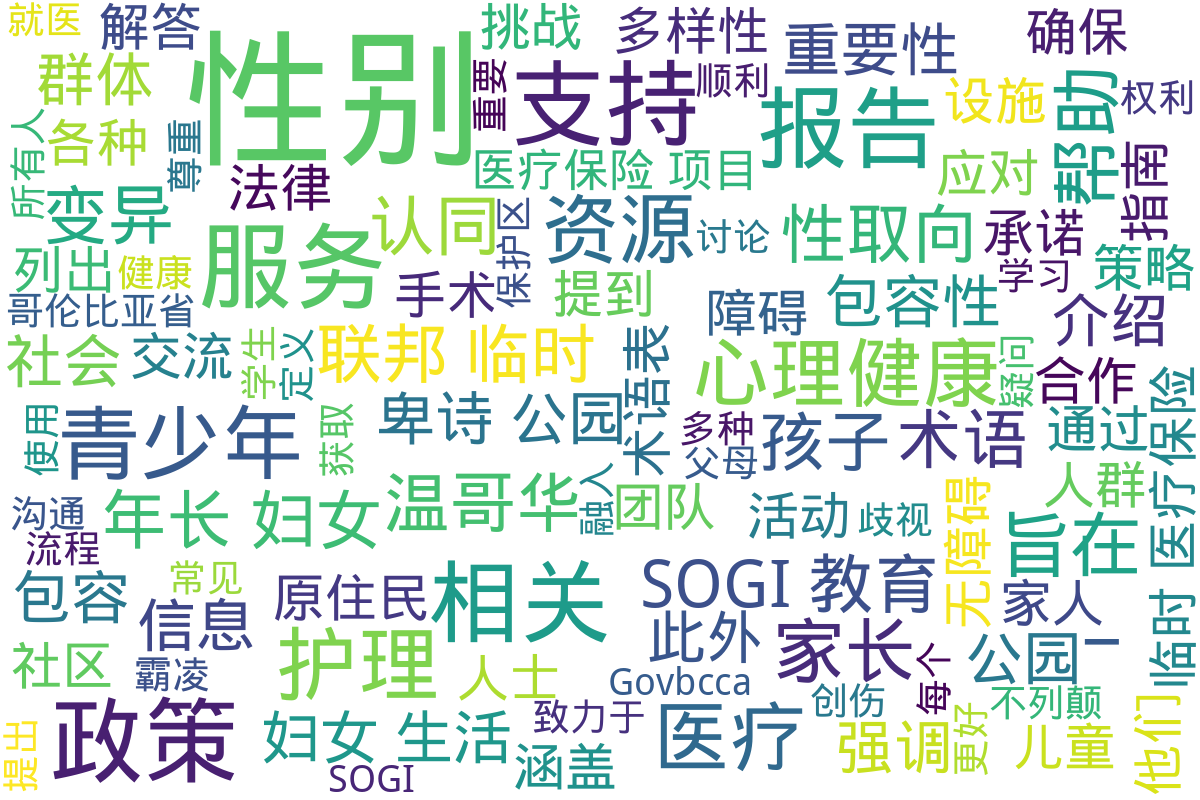 就医
解答
性别
挑战
多样性
重要性
确保
群体
重要
支持
顺利
报告
设施
帮助
权利
所有人
各种
尊重
法律
医疗保险 项目
应对
指南
变异
服务
认同
保护区
资源
讨论
性取向
承诺
策略
列出
健康
手术
提到
障碍
包容性
学习
介绍
哥伦比亚省
社会
交流
学生
定义
联邦 临时
术语表
心理健康
疑问
合作
使用
青少年
获取
卑诗 公园
多种
父母
孩子
术语
通过
医疗保险
沟通
流程
年长 妇女
温哥华
融入
团队
活动
歧视
无障碍
人群
旨在
包容
常见
信息
原住民
相关
SOGI 教育
家人
临时
社区
霸凌
护理
人士
此外
Govbcca
家长
每个
公园一
提出
政策
妇女 生活
SOGI
致力于
涵盖
医疗
创伤
强调
更好
不列颠
儿童
他们